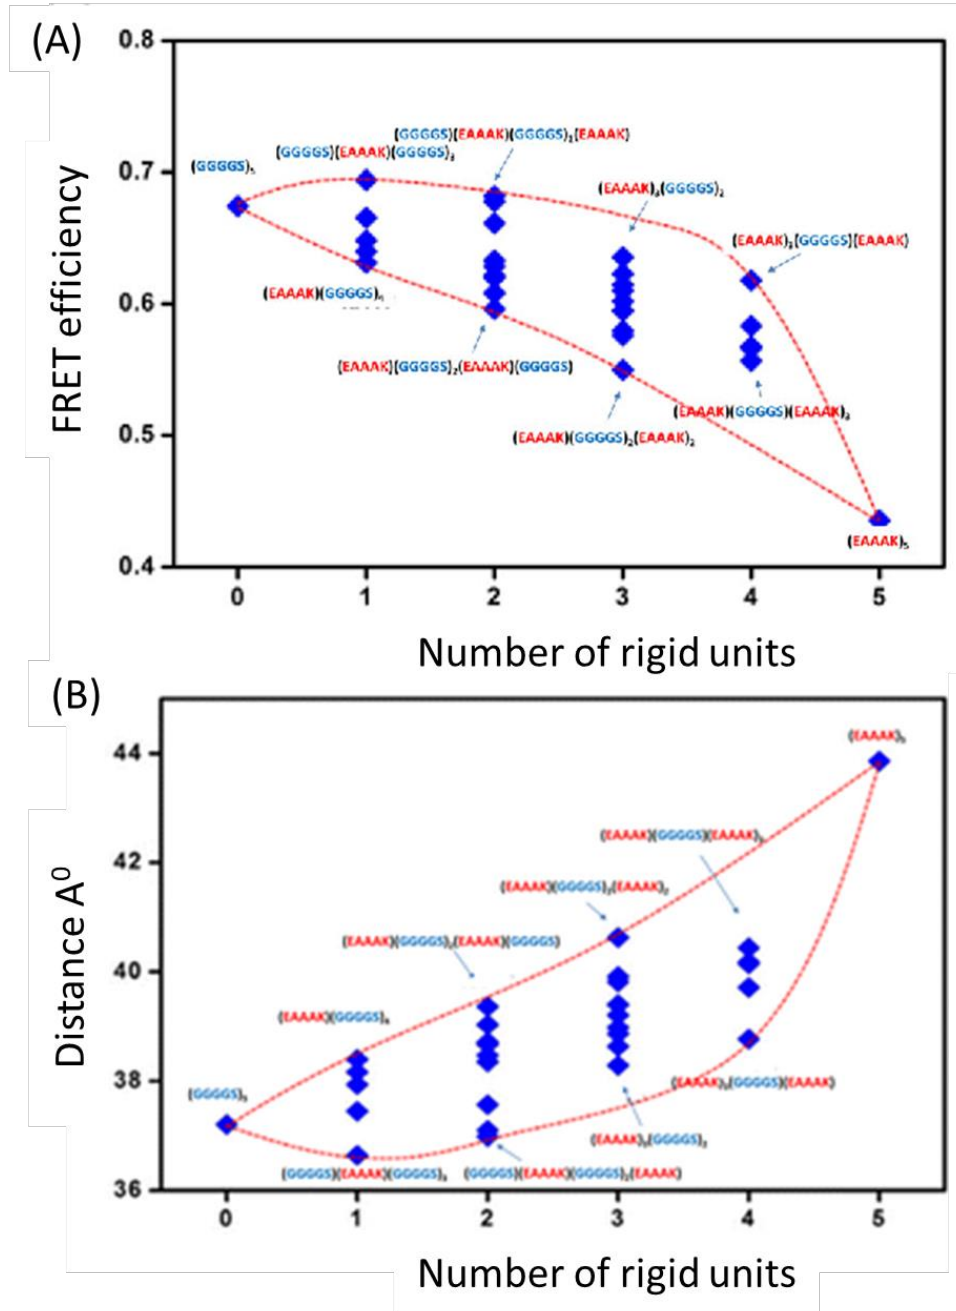 (A)
0.8
(GGGGS)(EAAAK)(GGGGS)₂(EAAAK)
(GGGGS)(EAAAK)(GGGGS)₃
(GGGGS)₅
0.7
(EAAAK)₃(GGGGS)₂
(EAAAK)₃(GGGGS)(EAAAK)
FRET efficiency
0.6
(EAAAK)(GGGGS)₄
(EAAAK)(GGGGS)₂(EAAAK)(GGGGS)
(EAAAK)(GGGGS)(EAAAK)₃
0.5
(EAAAK)(GGGGS)₂(EAAAK)₂
(EAAAK)₅
0.4
0 1 2 3 4 5
Number of rigid units
(B)
(EAAAK)₅
44
(EAAAK)(GGGGS)(EAAAK)₃
42
(EAAAK)(GGGGS)₂(EAAAK)₂
(EAAAK)(GGGGS)₂(EAAAK)(GGGGS)
Distance A⁰
40
(EAAAK)(GGGGS)₄
(GGGGS)₅
38
(EAAAK)₃(GGGGS)(EAAAK)
(EAAAK)₃(GGGGS)₂
(GGGGS)(EAAAK)(GGGGS)₃
(GGGGS)(EAAAK)(GGGGS)₂(EAAAK)
36
0 1 2 3 4 5
Number of rigid units